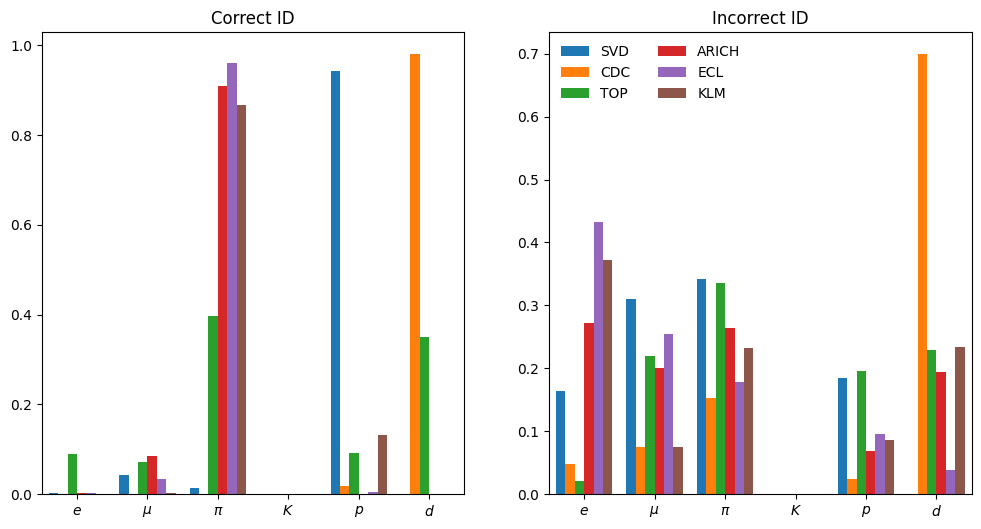 Correct ID
1.0
0.8
0.6
0.4
0.2
0.0
e μ π K p d
Incorrect ID
SVD
CDC
TOP
ARICH
ECL
KLM
0.7
0.6
0.5
0.4
0.3
0.2
0.1
0.0
e μ π K p d